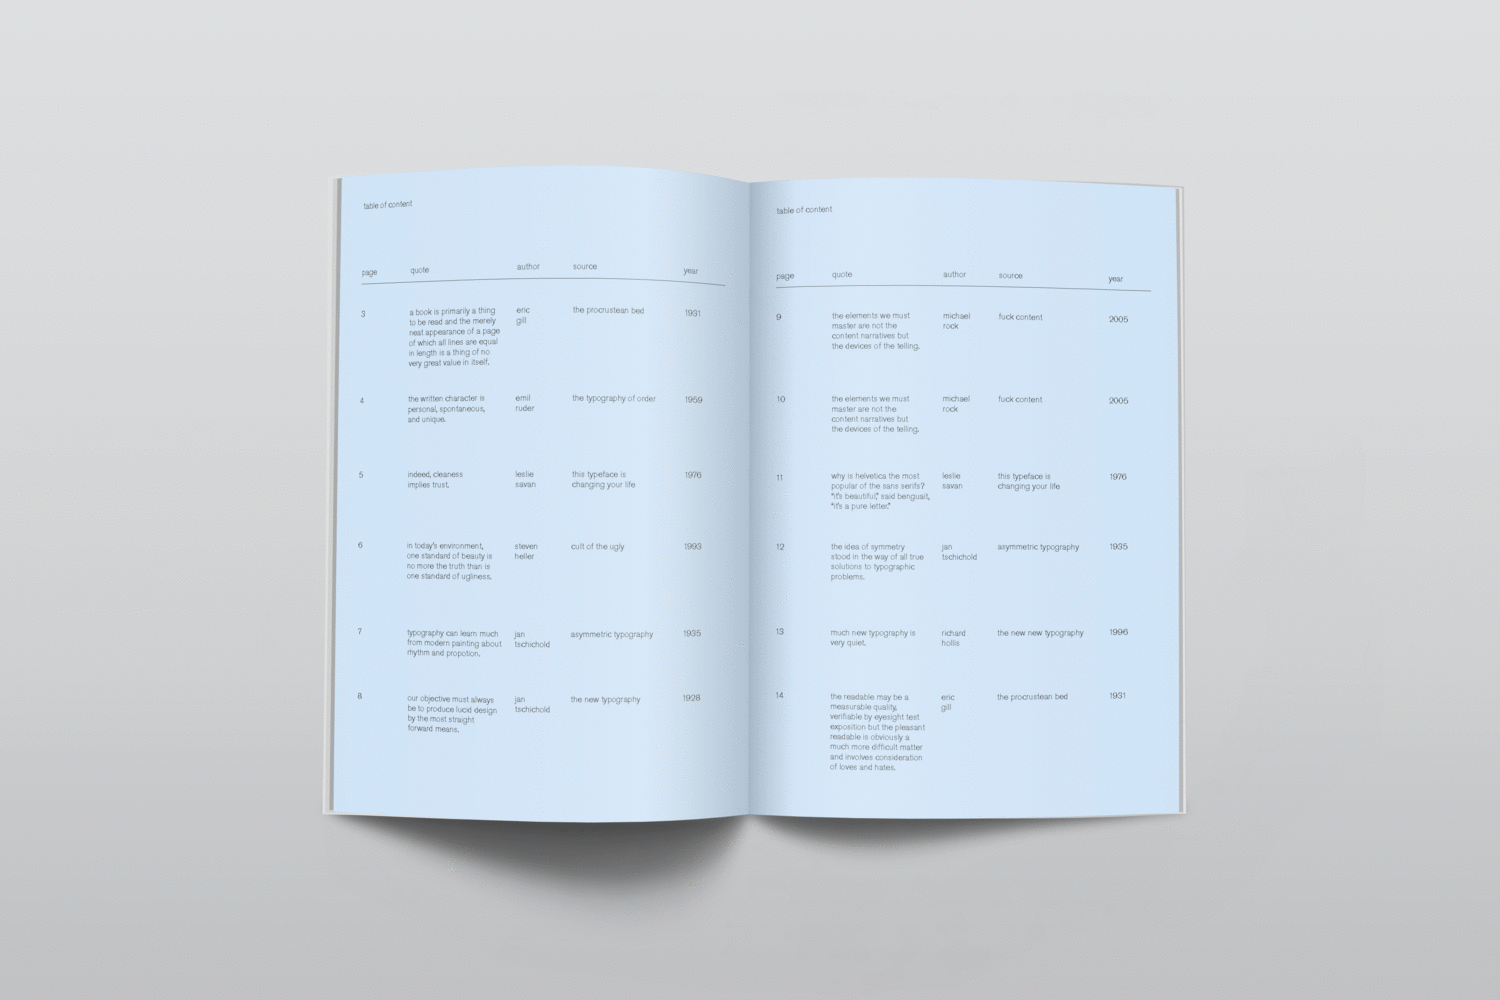 table of content
page quote author source year
3 a book is primarily a thing eric the procrustean bed 1931
to be read and the merely gill
neat appearance of a page
of which all lines are equal
in length is a thing of no
very great value in itself.
4 the written character is emil the typography of order 1959
personal, spontaneous, ruder
and unique.
5 indeed, cleaness leslie this typeface is 1976
implies trust. savan changing your life
6 in today's environment, steven cult of the ugly 1993
one standard of beauty is heller
no more the truth than is
one standard of ugliness.
7 typography can learn much jan asymmetric typography 1935
from modern painting about tschichold
rhythm and propotion.
8 our objective must always jan the new typography 1928
be to produce lucid design tschichold
by the most straight
forward means.
table of content
page quote author source year
9 the elements we must michael fuck content 2005
master are not the rock
content narratives but
the devices of the telling.
10 the elements we must michael fuck content 2005
master are not the rock
content narratives but
the devices of the telling.
11 why is helvetica the most leslie this typeface is 1976
popular of the sans serifs? savan changing your life
"it's beautiful," said benguait,
"it's a pure letter."
12 the idea of symmetry jan asymmetric typography 1935
stood in the way of all true tschichold
solutions to typographic
problems.
13 much new typography is richard the new new typography 1996
very quiet. hollis
14 the readable may be a eric the procrustean bed 1931
measurable quality, gill
verifiable by eyesight test
exposition but the pleasant
readable is obviously a
much more difficult matter
and involves consideration
of loves and hates.